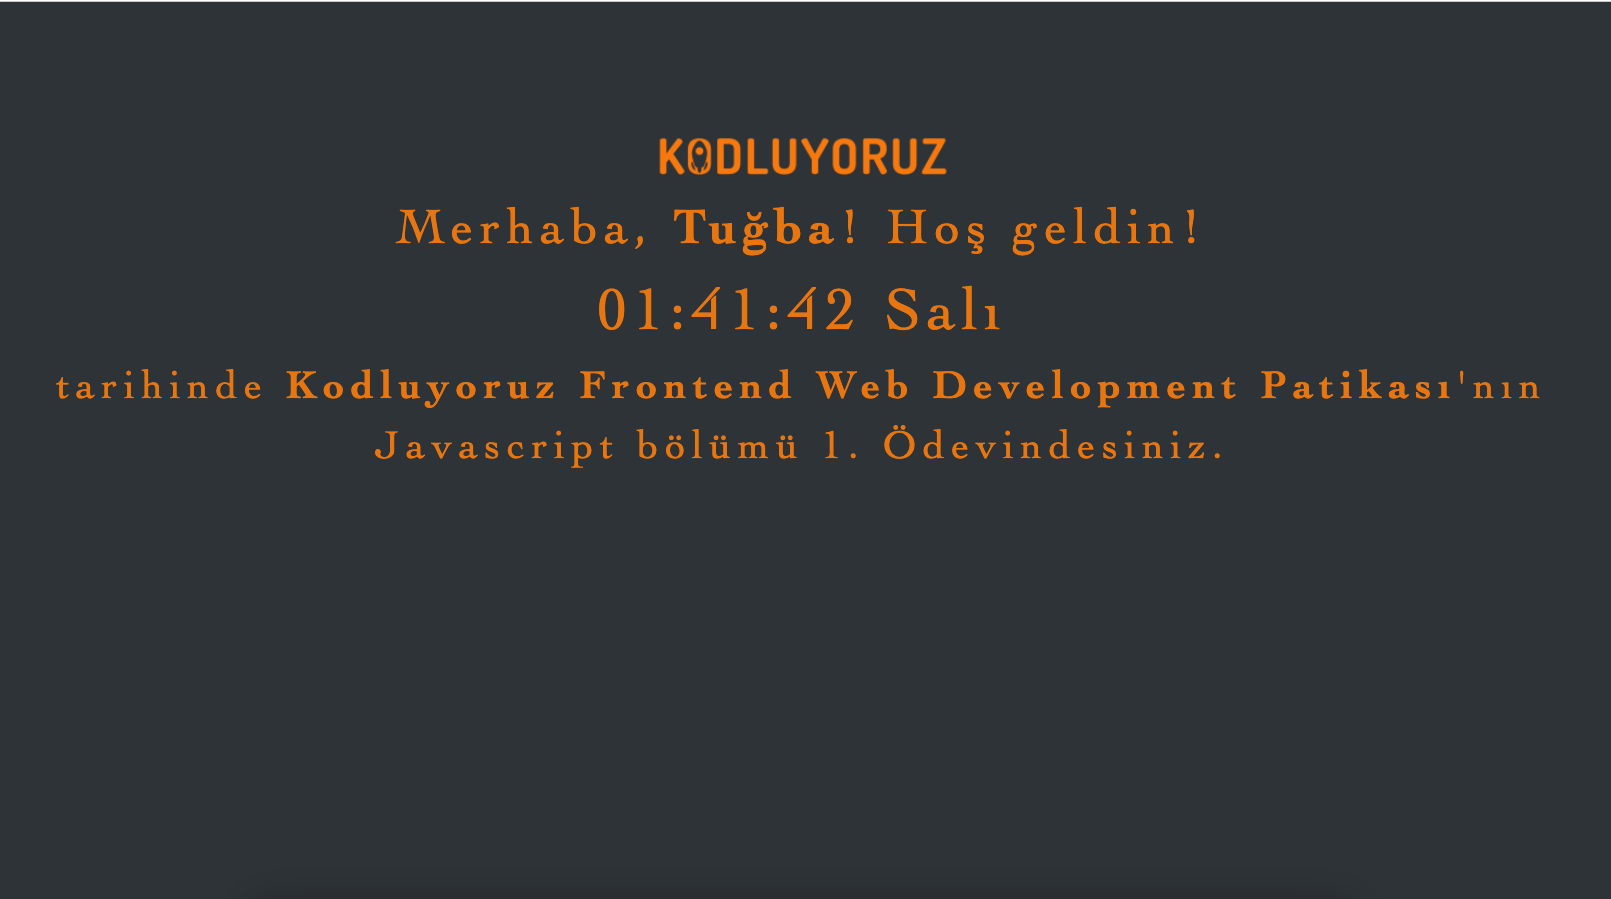 KODLUYORUZ
Merhaba, Tuğba! Hoş geldin!
01:41:42 Salı
tarihinde Kodluyoruz Frontend Web Development Patikası'nın
Javascript bölümü 1. Ödevindesiniz.